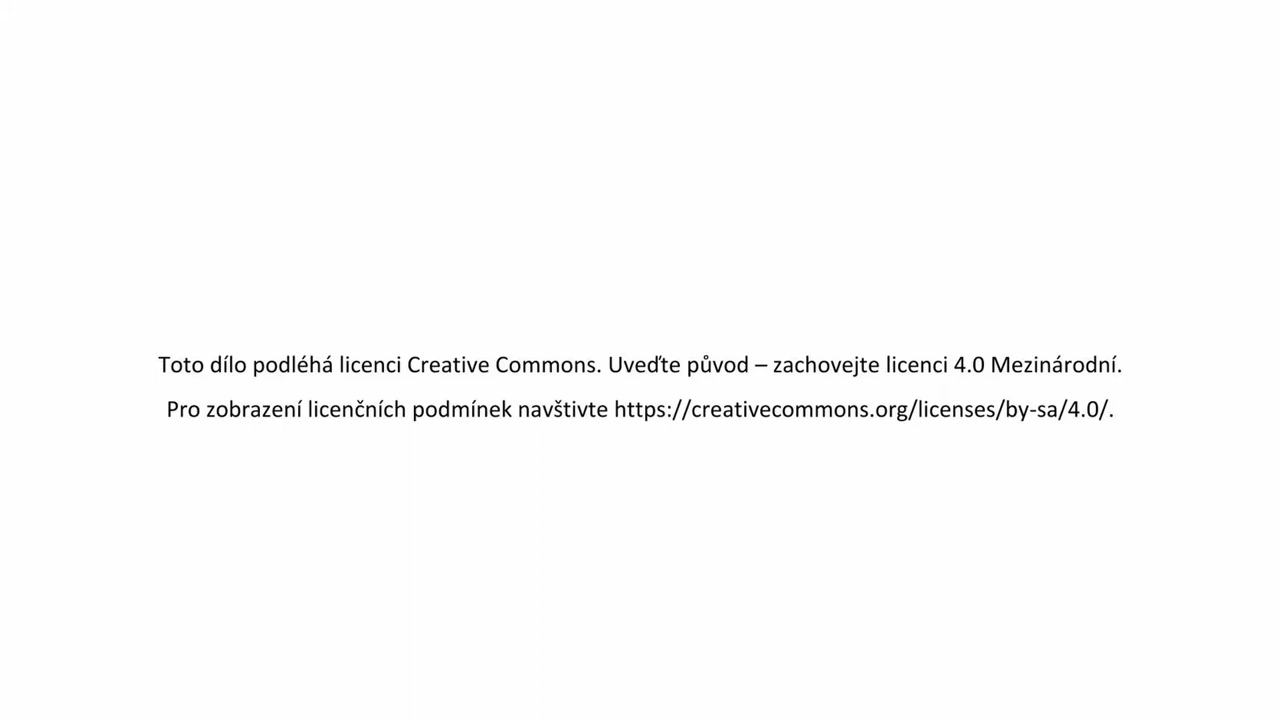 Toto dílo podléhá licenci Creative Commons. Uveďte původ – zachovejte licenci 4.0 Mezinárodní.
Pro zobrazení licenčních podmínek navštivte https://creativecommons.org/licenses/by-sa/4.0/.